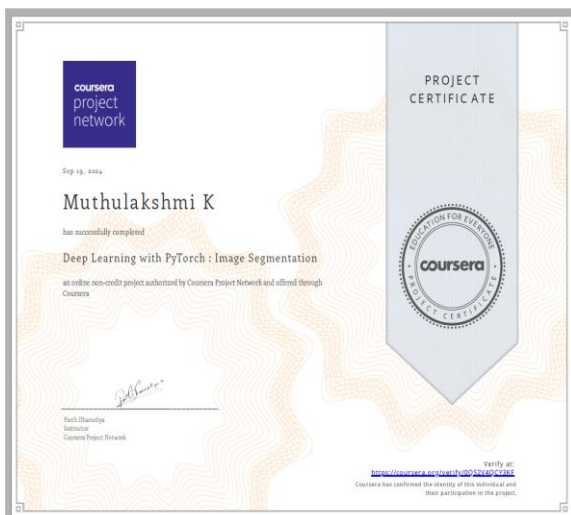 coursera
project
network
Sep 19, 2024
Muthulakshmi K
has successfully completed
Deep Learning with PyTorch : Image Segmentation
an online non-credit project authorized by Coursera Project Network and offered through
Coursera
Parth Dhameliya
Instructor
Coursera Project Network
PROJECT
CERTIFICATE
EDUCATION FOR EVERYONE
coursera
PROJECT CERTIFICATE
Verify at:
Coursera has confirmed the identity of this individual and
their participation in the project.